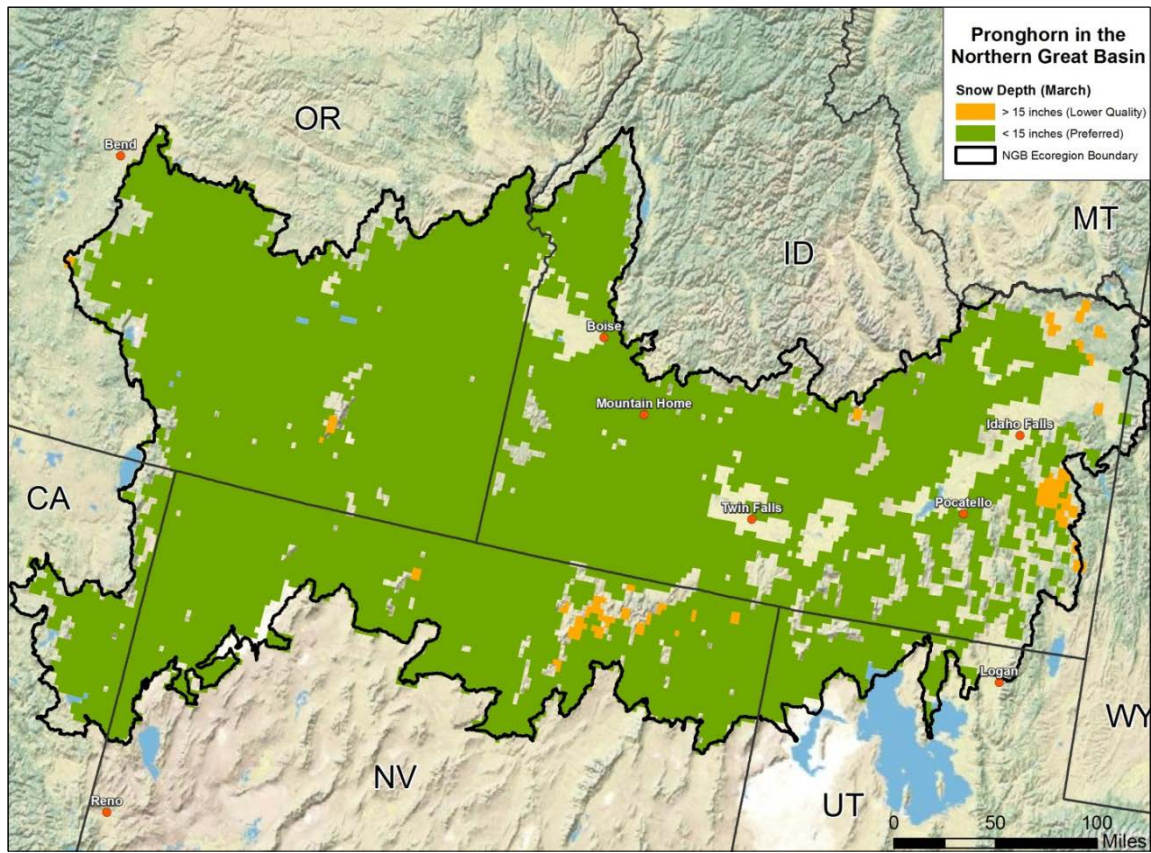 Pronghorn in the
Northern Great Basin
Snow Depth (March)
> 15 inches (Lower Quality)
< 15 inches (Preferred)
NGB Ecoregion Boundary
OR
Bend
MT
ID
Boise
Mountain Home
Idaho Falls
CA
Twin Falls
Pocatello
Logan
WY
NV
UT
Reno
0 50 100
Miles